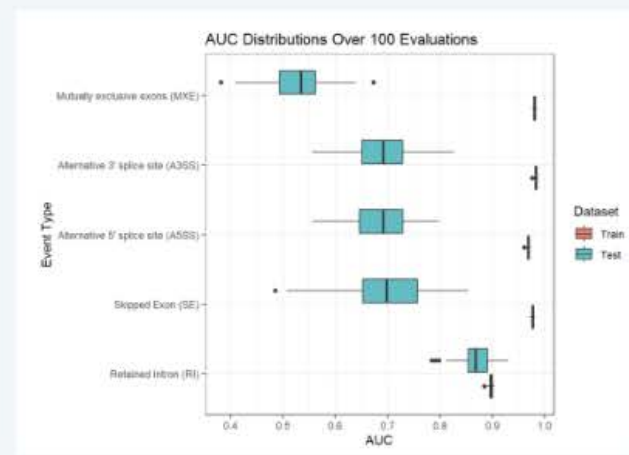 AUC Distributions Over 100 Evaluations
Mutually exclusive exons (MXE)
Alternative 3' splice site (A3SS)
Alternative 5' splice site (A5SS)
Skipped Exon (SE)
Retained Intron (RI)
Event Type
0.4 0.5 0.6 0.7 0.8 0.9 1.0
AUC
Dataset
Train
Test